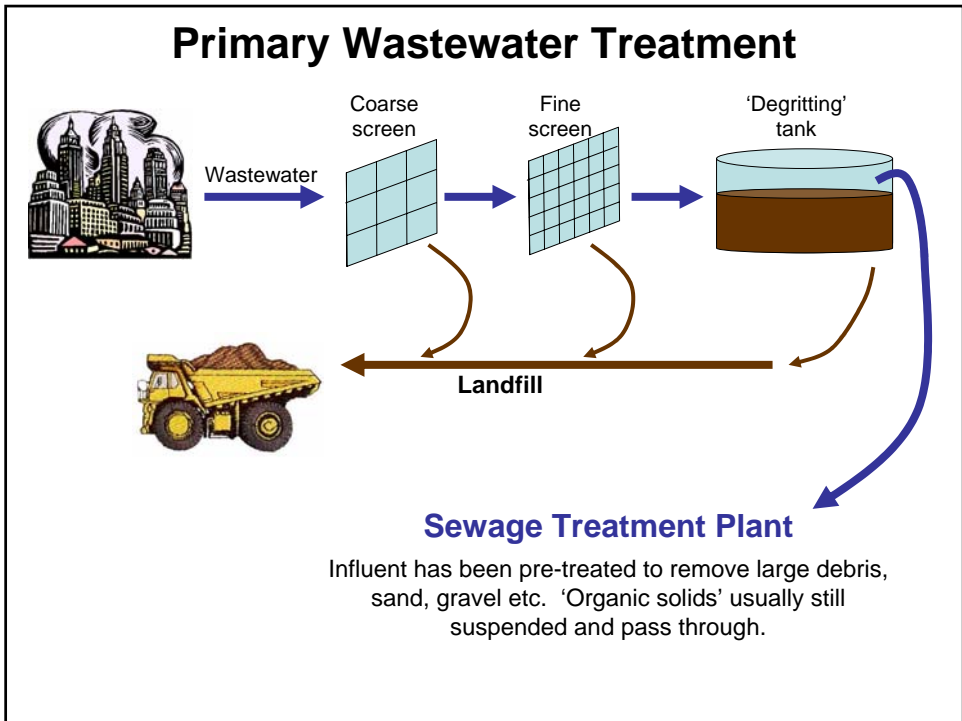 Primary Wastewater Treatment
Coarse
screen
Fine
screen
‘Degritting’
tank
Wastewater
Landfill
Sewage Treatment Plant
Influent has been pre-treated to remove large debris,
sand, gravel etc.  ‘Organic solids’ usually still
suspended and pass through.